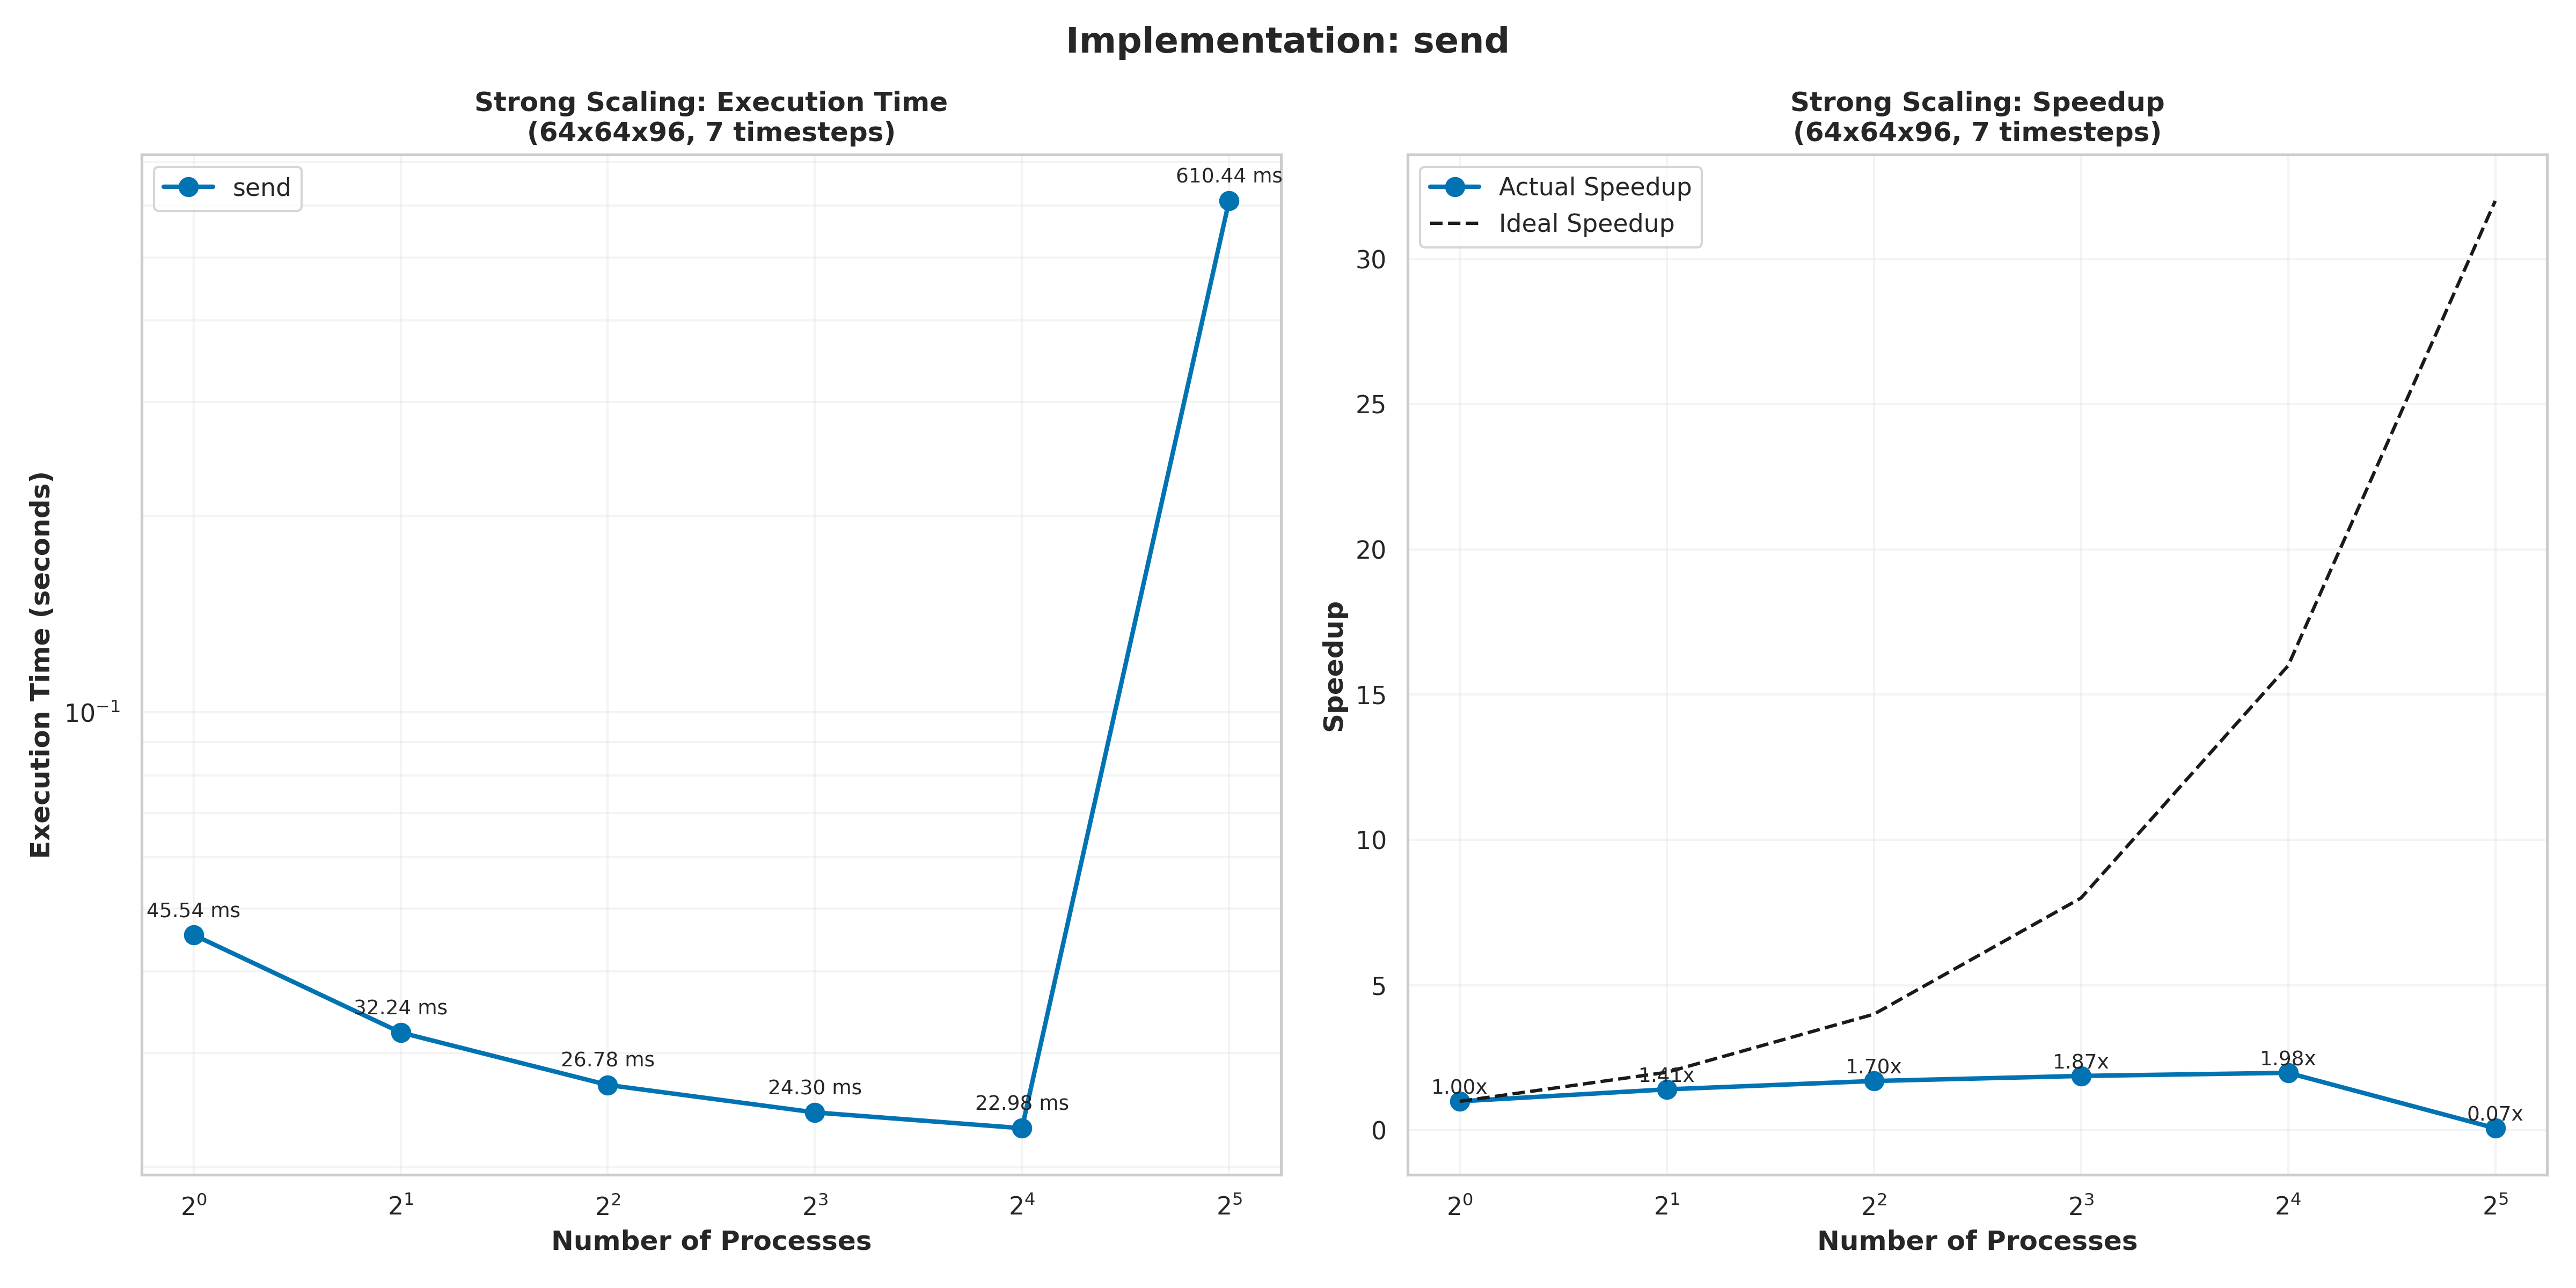 Implementation: send
Strong Scaling: Execution Time
(64x64x96, 7 timesteps)
send
610.44 ms
45.54 ms
32.24 ms
26.78 ms
24.30 ms
22.98 ms
10⁻¹
Execution Time (seconds)
2⁰ 2¹ 2² 2³ 2⁴ 2⁵
Number of Processes
Strong Scaling: Speedup
(64x64x96, 7 timesteps)
Actual Speedup
Ideal Speedup
30
25
20
15
10
5
0
Speedup
1.00x
1.41x
1.70x
1.87x
1.98x
0.07x
2⁰ 2¹ 2² 2³ 2⁴ 2⁵
Number of Processes